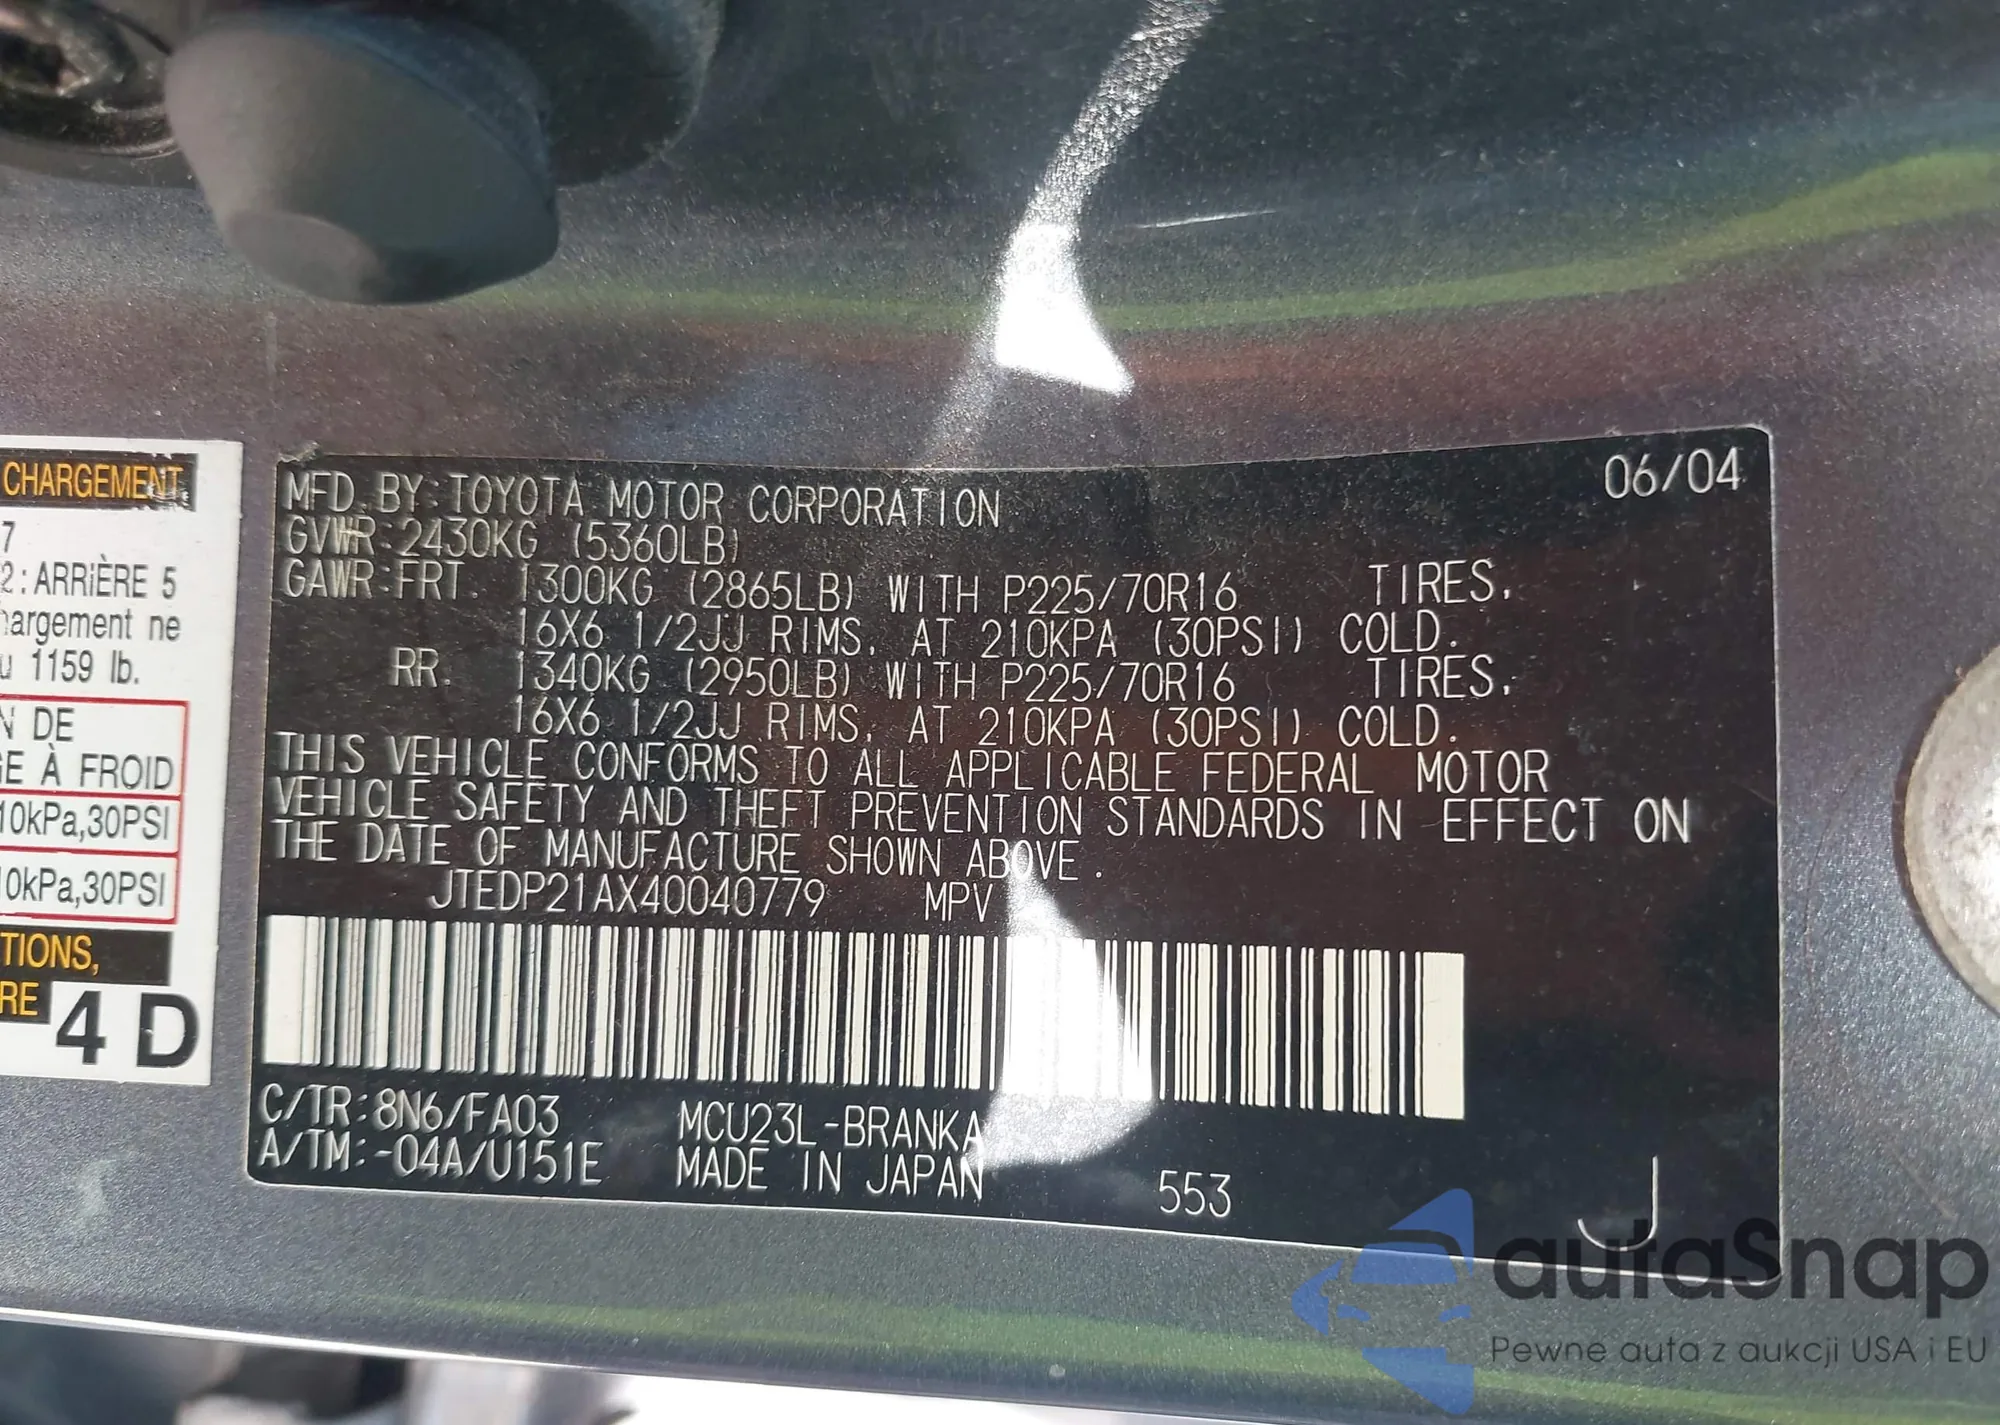 CHARGEMENT
7
2 : ARRIÈRE 5
hargement ne
u 1159 lb.
N DE
GE À FROID
10kPa,30PSI
10kPa,30PSI
TIONS,
RE
4 D
06/04
MFD. BY: TOYOTA MOTOR CORPORATION
GVWR: 2430KG (5360LB)
GAWR: FRT. 1300KG (2865LB) WITH P225/70R16 TIRES,
16X6 1/2JJ RIMS, AT 210KPA (30PSI) COLD.
RR. 1340KG (2950LB) WITH P225/70R16 TIRES,
16X6 1/2JJ RIMS, AT 210KPA (30PSI) COLD.
THIS VEHICLE CONFORMS TO ALL APPLICABLE FEDERAL MOTOR
VEHICLE SAFETY AND THEFT PREVENTION STANDARDS IN EFFECT ON
THE DATE OF MANUFACTURE SHOWN ABOVE.
JTEDP21AX40040779 MPV
C/TR: 8N6/FA03 MCU23L-BRANKA
A/TM: -04A/U151E MADE IN JAPAN 553 J
autaSnap
Pewne auta z aukcji USA i EU